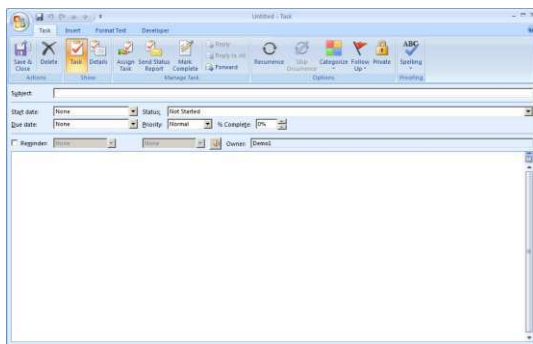 Untitled - Task
Task Insert Format Text Developer
Save & Close
Delete
Task
Details
Assign Task
Send Status Report
Mark Complete
Reply
Reply to All
Forward
Recurrence
Skip Occurrence
Categorize
Follow Up
Private
ABC
Spelling
Actions Show Manage Task Options Proofing
Subject:
Start date: None Status: Not Started
Due date: None Priority: Normal % Complete: 0%
Reminder: None None Owner: Demo1